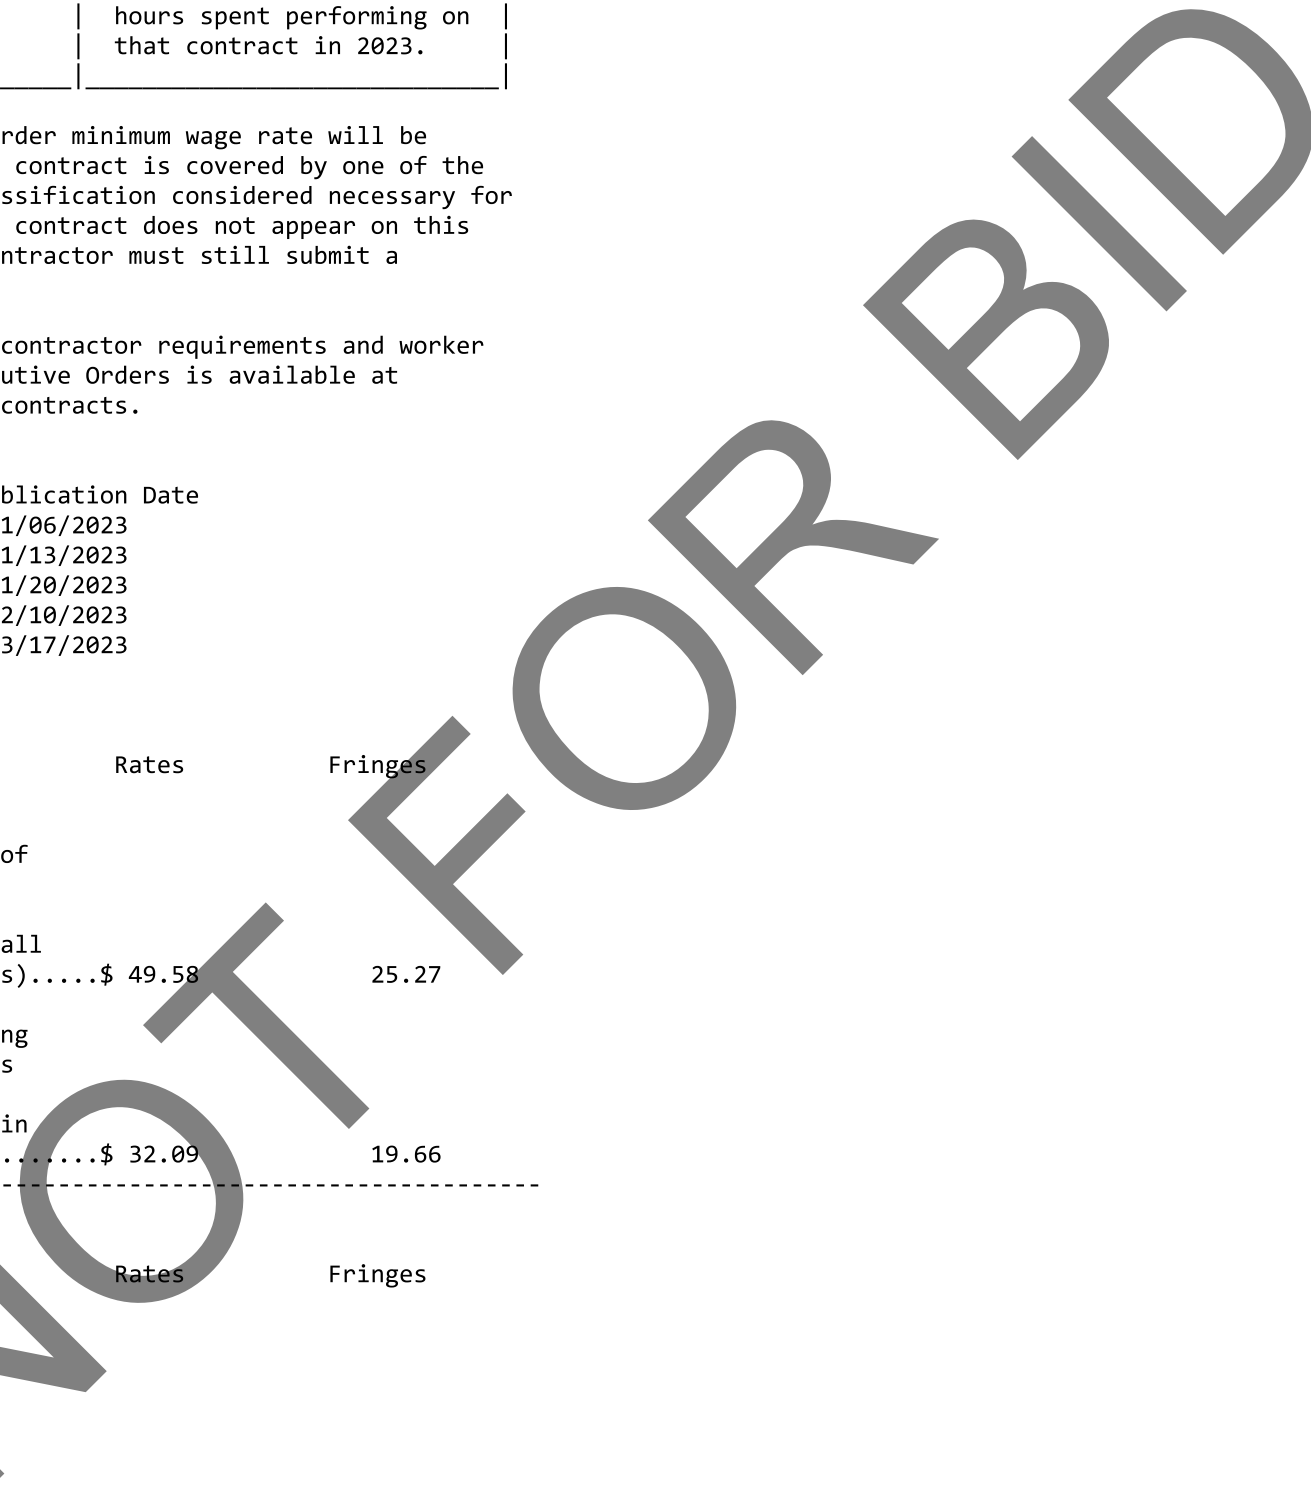 | hours spent performing on |
| that contract in 2023. |
_____|_____________________________|
rder minimum wage rate will be
contract is covered by one of the
ssification considered necessary for
contract does not appear on this
ntractor must still submit a
contractor requirements and worker
utive Orders is available at
contracts.
blication Date
1/06/2023
1/13/2023
1/20/2023
2/10/2023
3/17/2023
Rates Fringes
of
all
s).....$ 49.58 25.27
ng
s
in
.......$ 32.09 19.66
--------------------------------------
Rates Fringes
NOT FOR BID